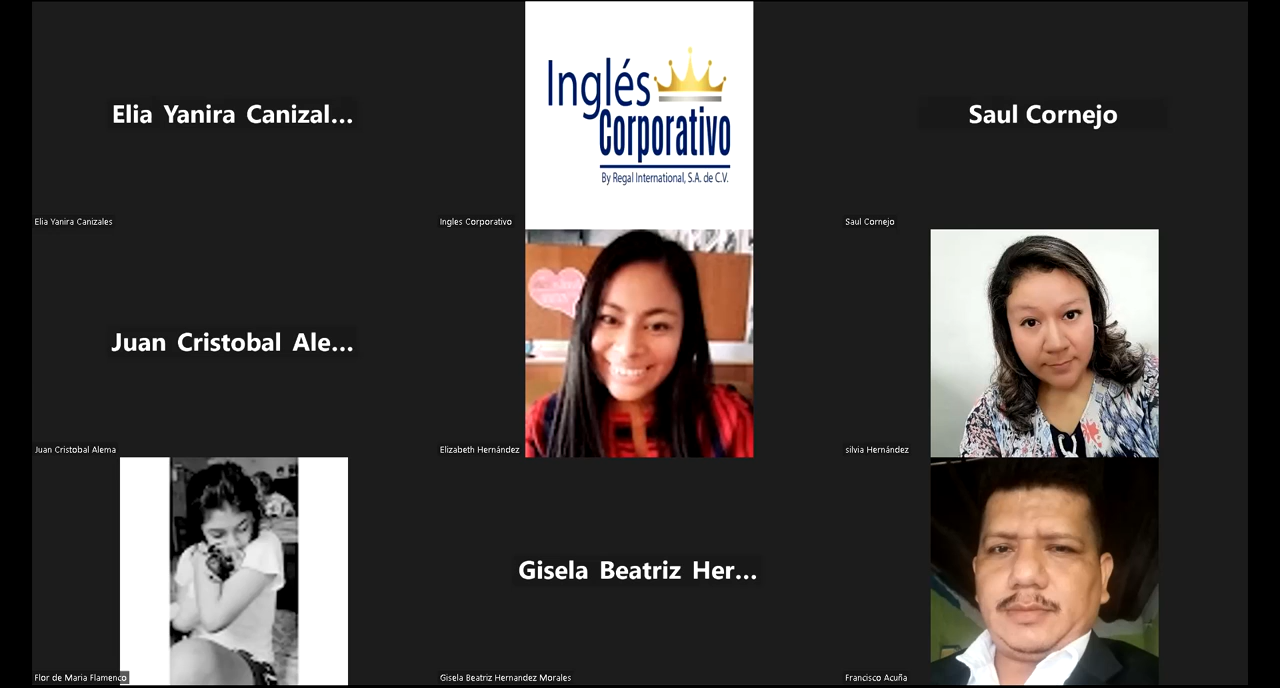 Elia Yanira Canizal...
Elia Yanira Canizales
Inglés
Corporativo
By Regal International, S.A. de C.V.
Ingles Corporativo
Saul Cornejo
Saul Cornejo
Juan Cristobal Ale...
Juan Cristobal Alema
Elizabeth Hernández
silvia Hernández
Flor de Maria Flamenco
Gisela Beatriz Her...
Gisela Beatriz Hernandez Morales
Francisco Acuña